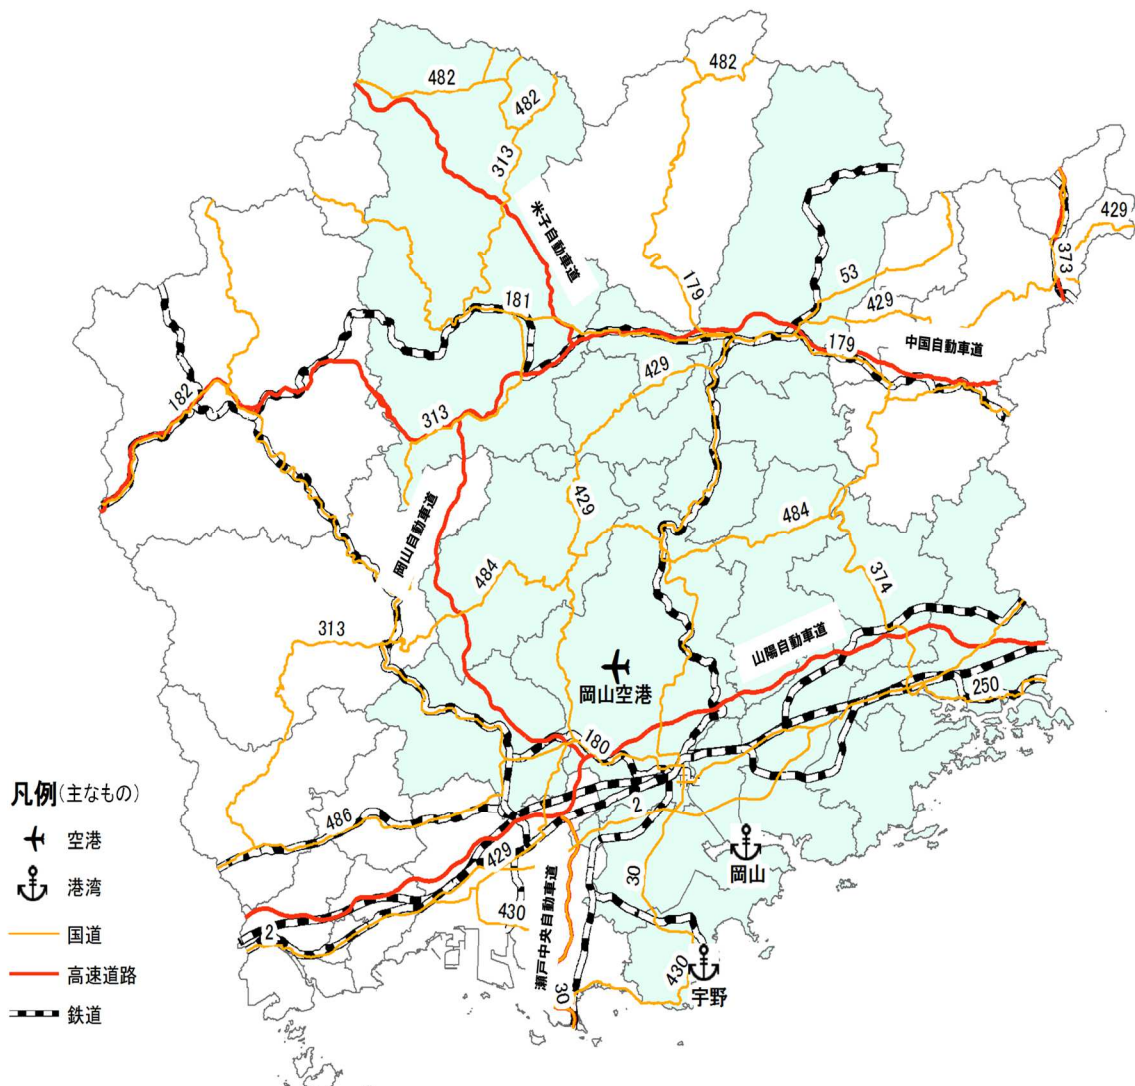 482
482
482
313
米子自動車道
429
373
53
179
429
181
179
中国自動車道
429
182
313
岡山自動車道
429
484
484
374
313
山陽自動車道
岡山空港
250
180
凡例(主なもの)
空港
港湾
国道
高速道路
鉄道
486
2
429
岡山
30
瀬戸中央自動車道
430
2
430
宇野
30